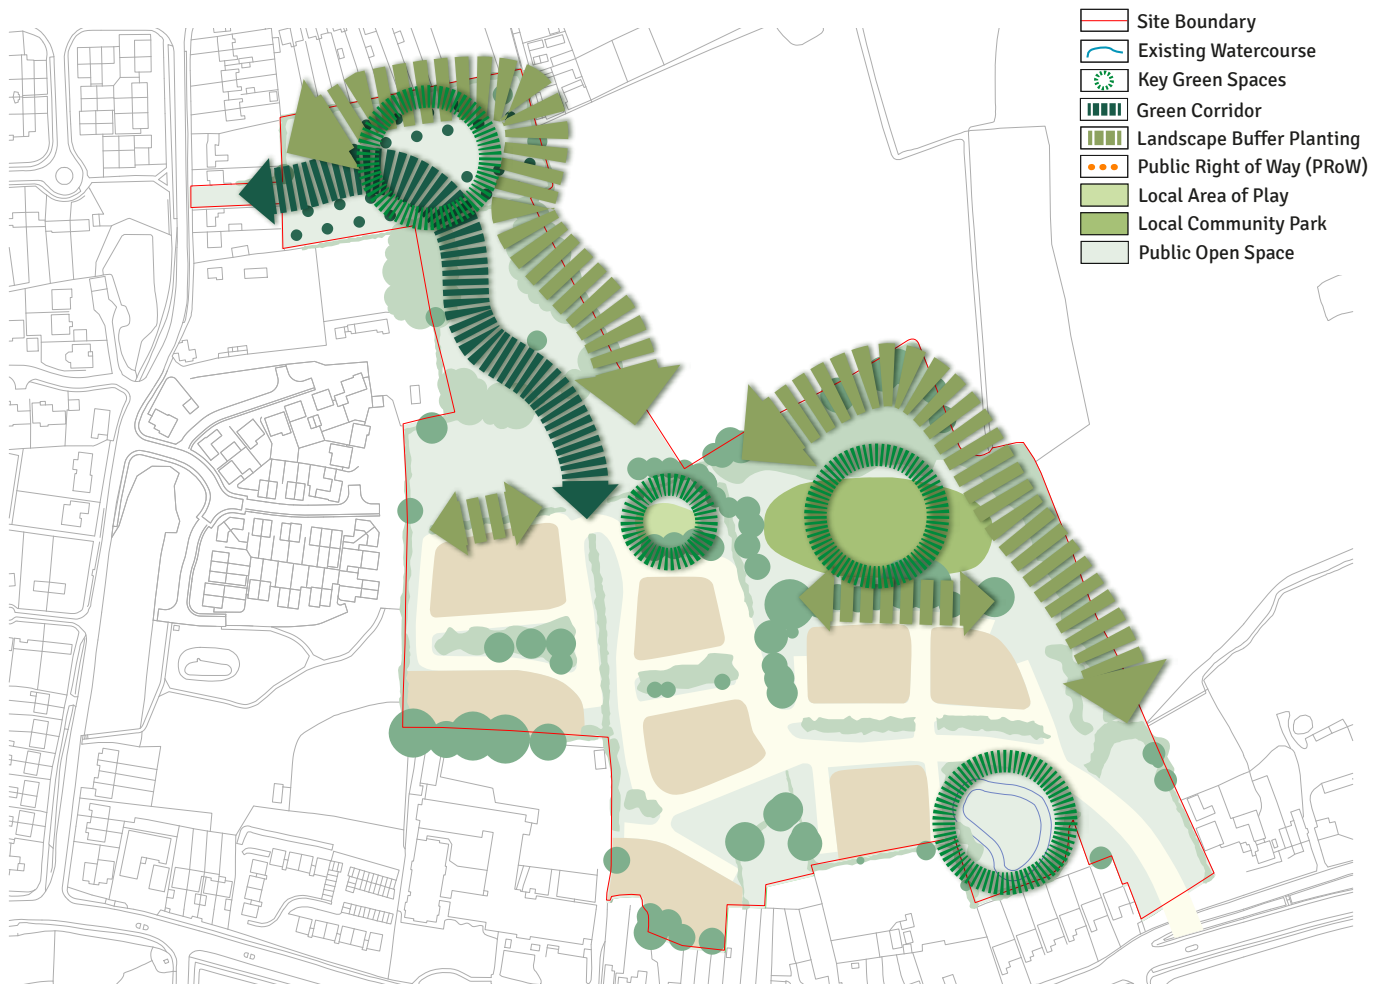 Site Boundary
Existing Watercourse
Key Green Spaces
Green Corridor
Landscape Buffer Planting
Public Right of Way (PRoW)
Local Area of Play
Local Community Park
Public Open Space